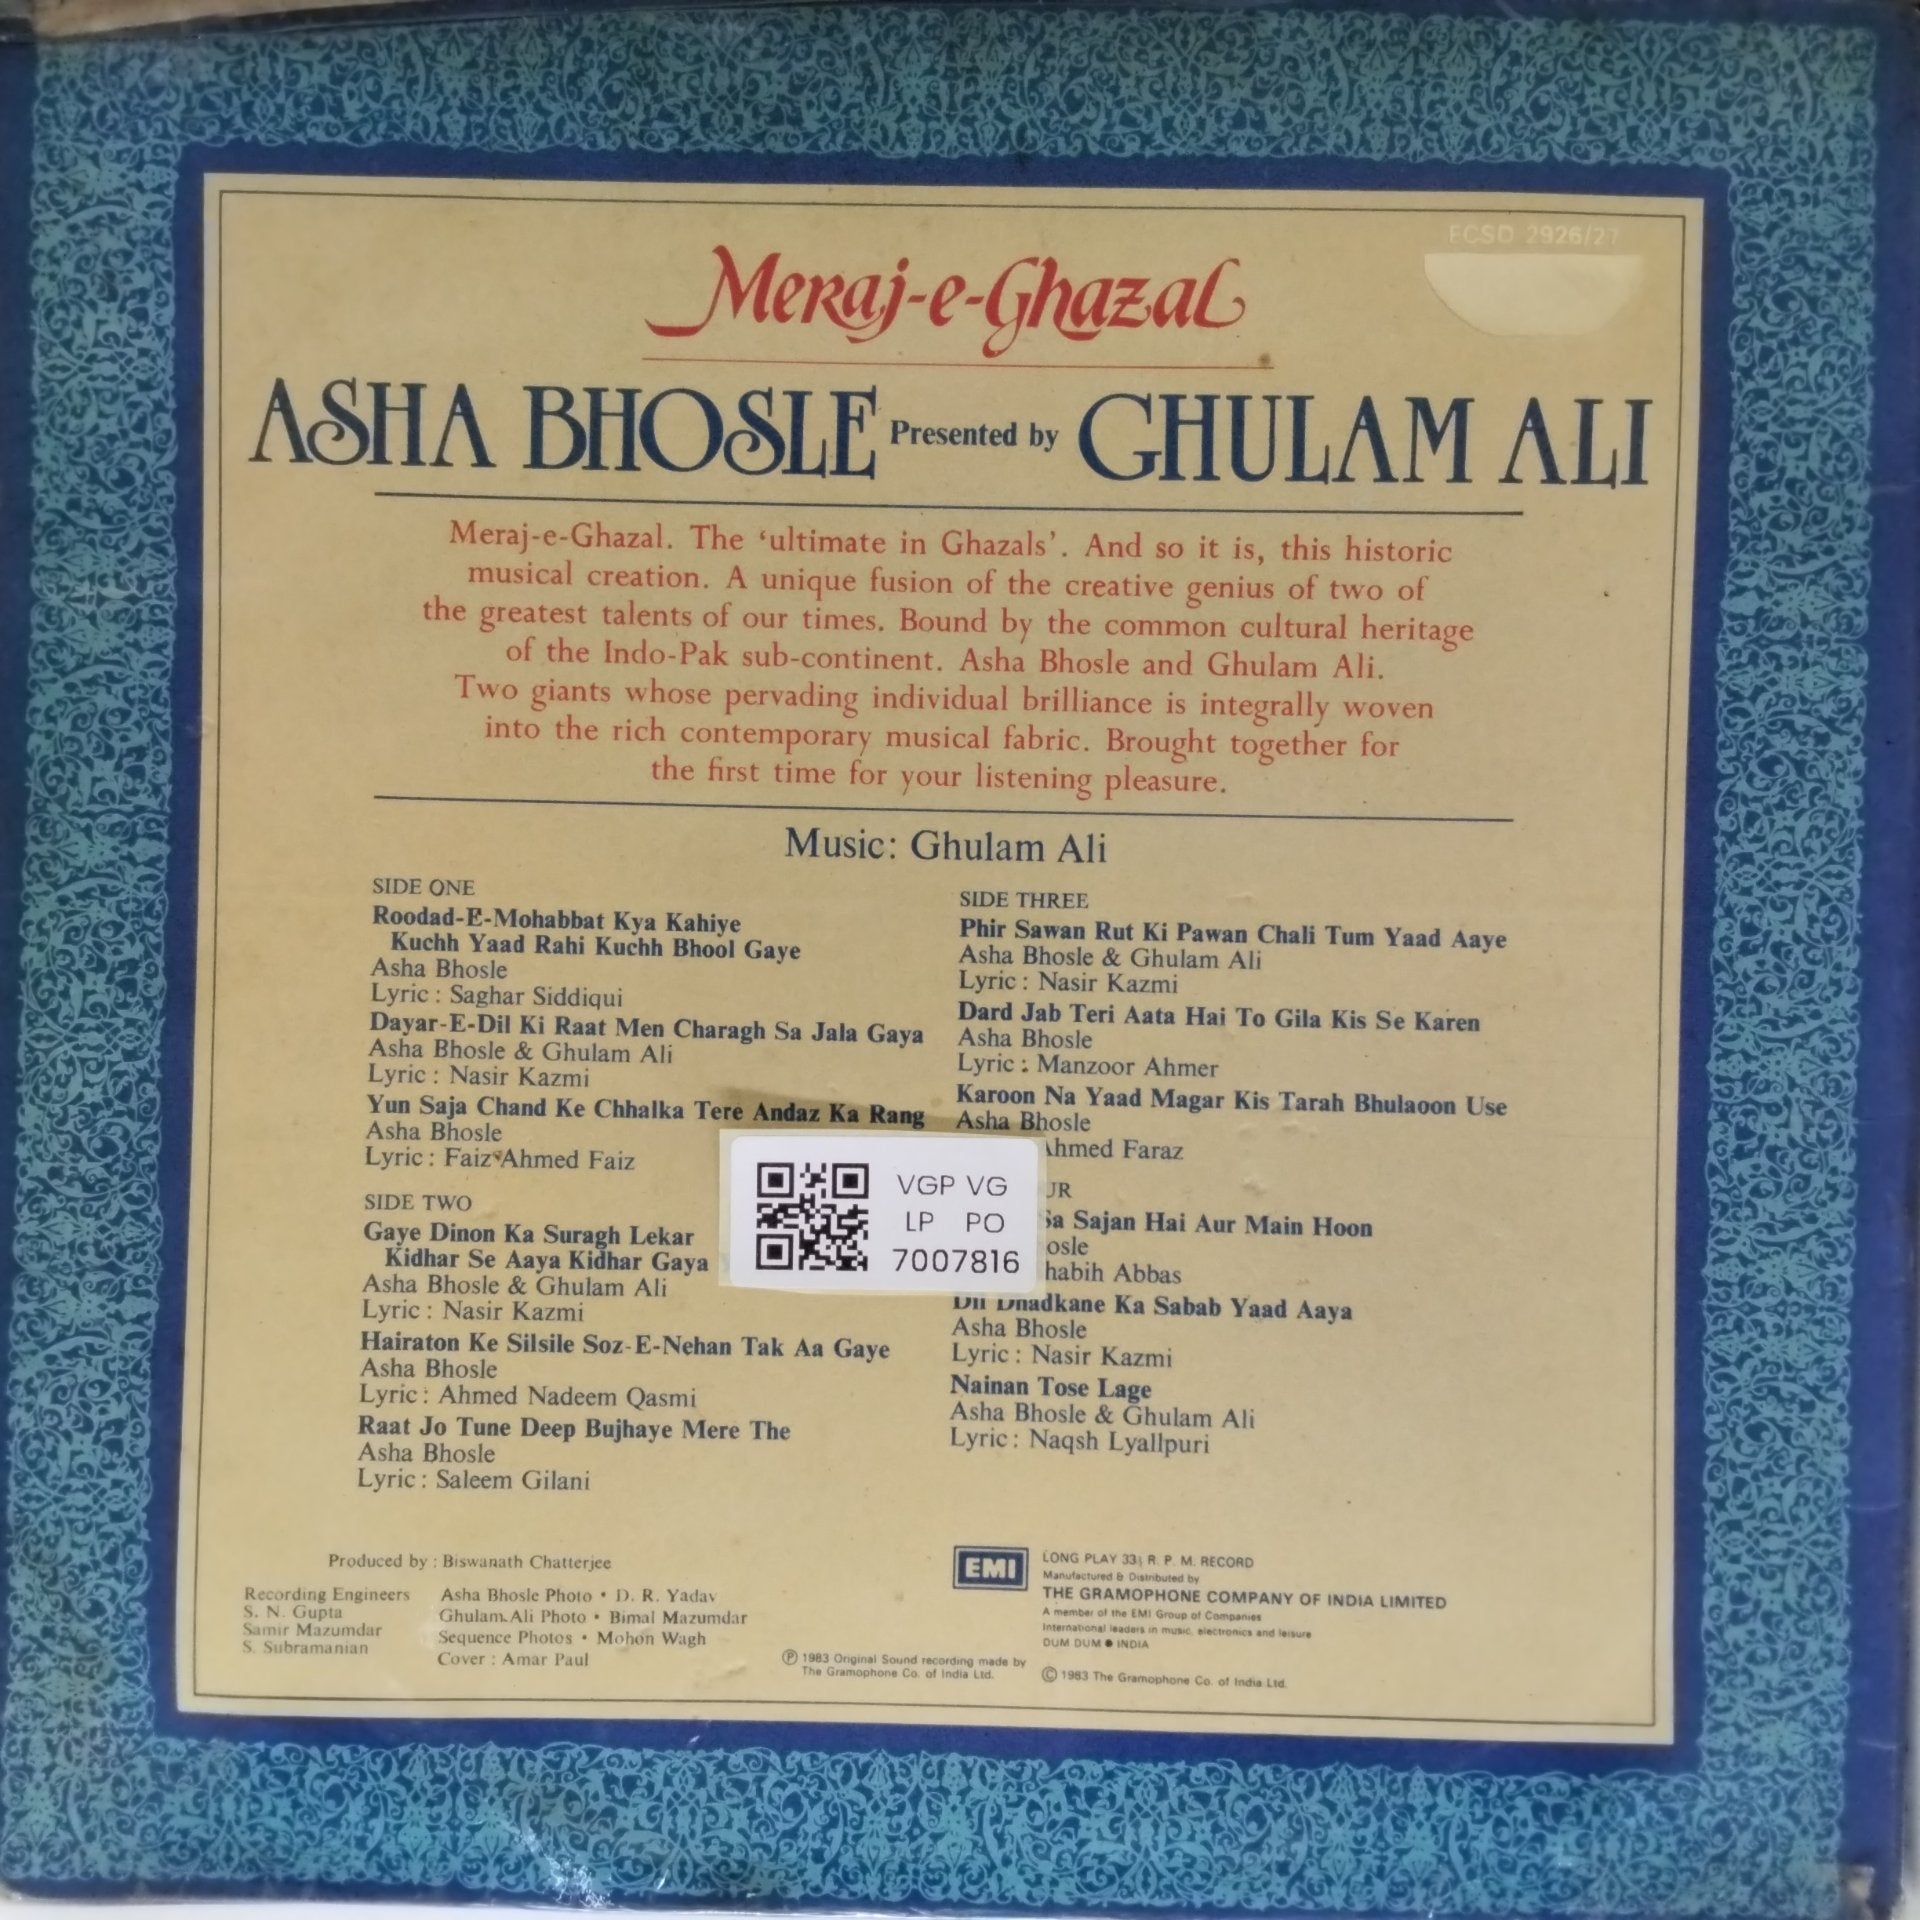 ECSD 2926/27
Meraj-e-Ghazal
ASHA BHOSLE Presented by GHULAM ALI
Meraj-e-Ghazal. The ‘ultimate in Ghazals’. And so it is, this historic
musical creation. A unique fusion of the creative genius of two of
the greatest talents of our times. Bound by the common cultural heritage
of the Indo-Pak sub-continent. Asha Bhosle and Ghulam Ali.
Two giants whose pervading individual brilliance is integrally woven
into the rich contemporary musical fabric. Brought together for
the first time for your listening pleasure.
Music: Ghulam Ali
SIDE ONE
Roodad-E-Mohabbat Kya Kahiye
Kuchh Yaad Rahi Kuchh Bhool Gaye
Asha Bhosle
Lyric : Saghar Siddiqui
Dayar-E-Dil Ki Raat Men Charagh Sa Jala Gaya
Asha Bhosle & Ghulam Ali
Lyric : Nasir Kazmi
Yun Saja Chand Ke Chhalka Tere Andaz Ka Rang
Asha Bhosle
Lyric : Faiz Ahmed Faiz
SIDE TWO
Gaye Dinon Ka Suragh Lekar
Kidhar Se Aaya Kidhar Gaya
Asha Bhosle & Ghulam Ali
Lyric : Nasir Kazmi
Hairaton Ke Silsile Soz-E-Nehan Tak Aa Gaye
Asha Bhosle
Lyric : Ahmed Nadeem Qasmi
Raat Jo Tune Deep Bujhaye Mere The
Asha Bhosle
Lyric : Saleem Gilani
SIDE THREE
Phir Sawan Rut Ki Pawan Chali Tum Yaad Aaye
Asha Bhosle & Ghulam Ali
Lyric : Nasir Kazmi
Dard Jab Teri Aata Hai To Gila Kis Se Karen
Asha Bhosle
Lyric : Manzoor Ahmer
Karoon Na Yaad Magar Kis Tarah Bhulaoon Use
Asha Bhosle
Ahmed Faraz
Sa Sajan Hai Aur Main Hoon
Abbas
Dil Dhadkane Ka Sabab Yaad Aaya
Asha Bhosle
Lyric : Nasir Kazmi
Nainan Tose Lage
Asha Bhosle & Ghulam Ali
Lyric : Naqsh Lyallpuri
VGP VG
LP PO
7007816
Produced by : Biswanath Chatterjee
Recording Engineers
S. N. Gupta
Samir Mazumdar
S. Subramanian
Asha Bhosle Photo • D. R. Yadav
Ghulam Ali Photo • Bimal Mazumdar
Sequence Photos • Mohon Wagh
Cover : Amar Paul
Ⓟ 1983 Original Sound recording made by
The Gramophone Co. of India Ltd.
EMI
LONG PLAY 33⅓ R. P. M. RECORD
Manufactured & Distributed by
THE GRAMOPHONE COMPANY OF INDIA LIMITED
A member of the EMI Group of Companies
International leaders in music, electronics and leisure
DUM DUM ● INDIA
© 1983 The Gramophone Co. of India Ltd.